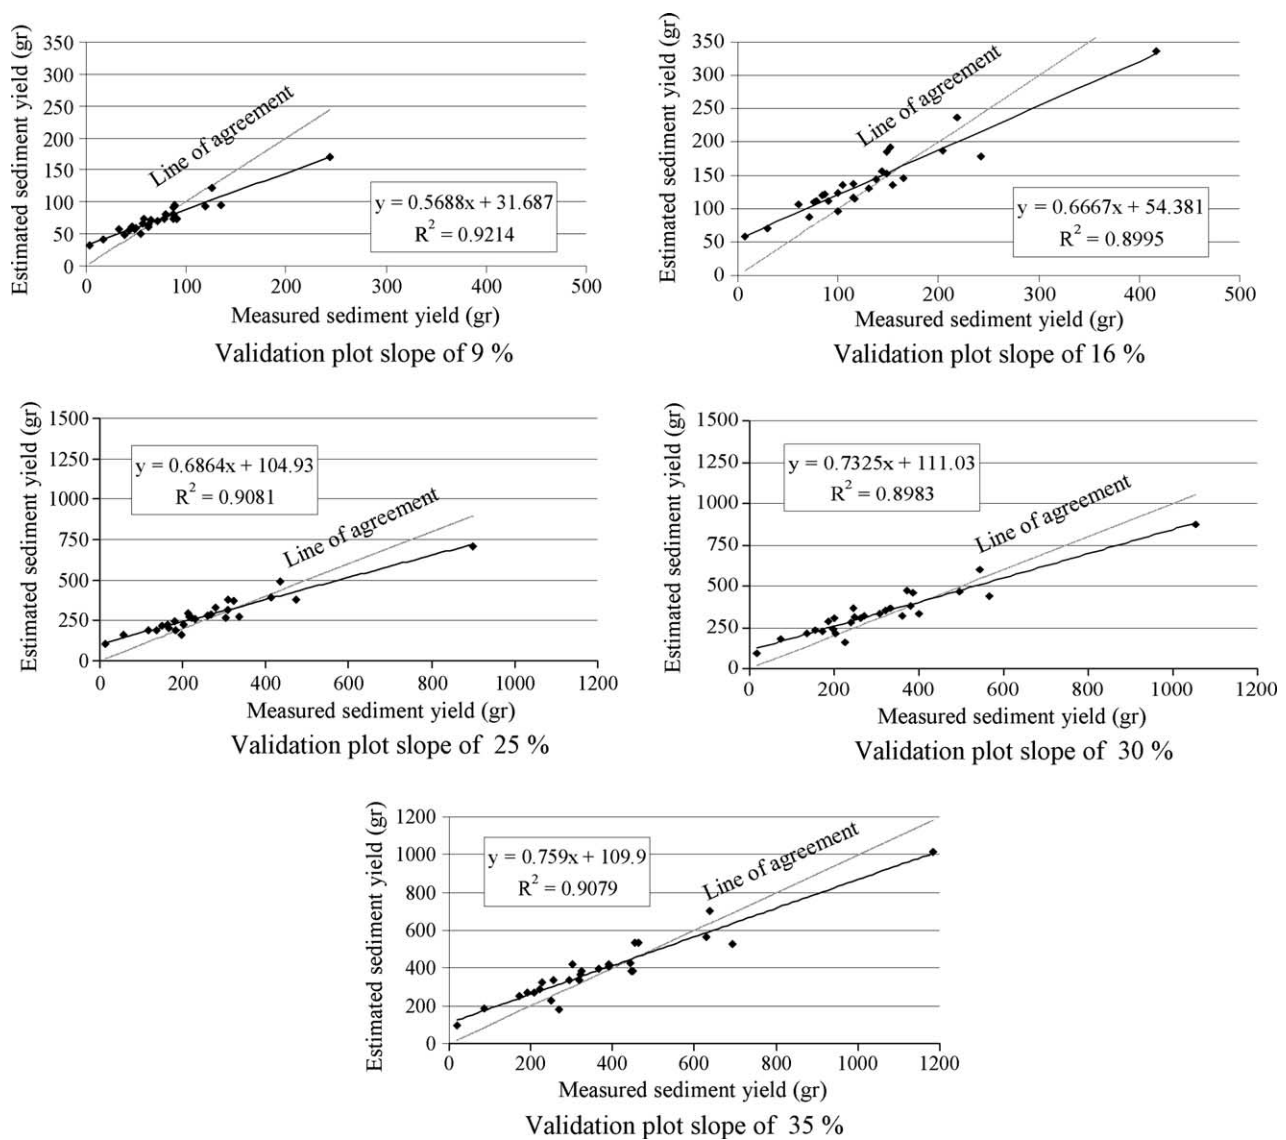 Estimated sediment yield (gr)
350
300
250
200
150
100
50
0
Line of agreement
y = 0.5688x + 31.687
R² = 0.9214
0 100 200 300 400 500
Measured sediment yield (gr)
Validation plot slope of 9 %
Estimated sediment yield (gr)
350
300
250
200
150
100
50
0
Line of agreement
y = 0.6667x + 54.381
R² = 0.8995
0 100 200 300 400 500
Measured sediment yield (gr)
Validation plot slope of 16 %
Estimated sediment yield (gr)
1500
1250
1000
750
500
250
0
y = 0.6864x + 104.93
R² = 0.9081
Line of agreement
0 200 400 600 800 1000 1200
Measured sediment yield (gr)
Validation plot slope of 25 %
Estimated sediment yield (gr)
1500
1250
1000
750
500
250
0
y = 0.7325x + 111.03
R² = 0.8983
Line of agreement
0 200 400 600 800 1000 1200
Measured sediment yield (gr)
Validation plot slope of 30 %
Estimated sediment yield (gr)
1200
1000
800
600
400
200
0
y = 0.759x + 109.9
R² = 0.9079
Line of agreement
0 200 400 600 800 1000 1200
Measured sediment yield (gr)
Validation plot slope of 35 %